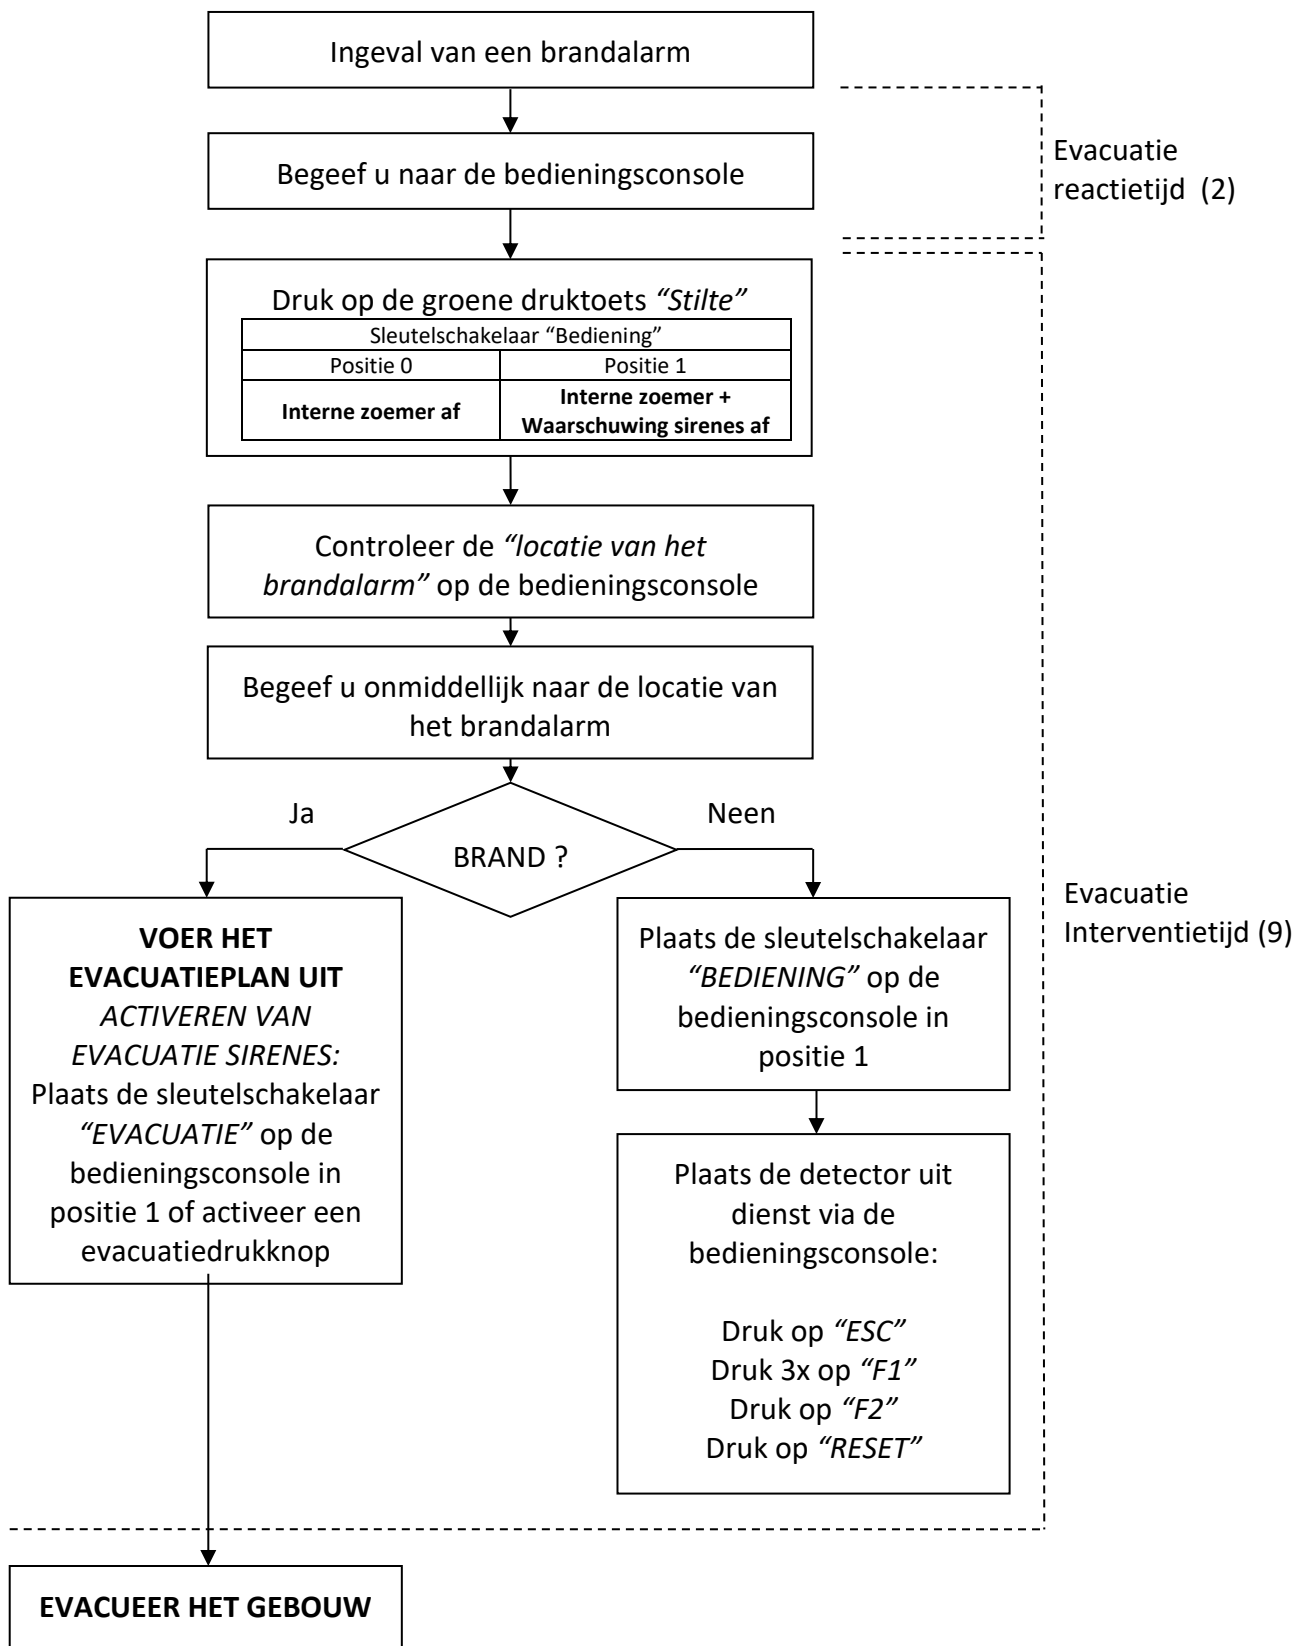 Ingeval van een brandalarm
Begeef u naar de bedieningsconsole
Evacuatie
reactietijd (2)
Druk op de groene druktoets “Stilte”
Sleutelschakelaar “Bediening”
Positie 0
Positie 1
Interne zoemer af
Interne zoemer +
Waarschuwing sirenes af
Controleer de “locatie van het
brandalarm” op de bedieningsconsole
Begeef u onmiddellijk naar de locatie van
het brandalarm
Ja
Neen
BRAND ?
VOER HET
EVACUATIEPLAN UIT
ACTIVEREN VAN
EVACUATIE SIRENES:
Plaats de sleutelschakelaar
“EVACUATIE” op de
bedieningsconsole in
positie 1 of activeer een
evacuatiedrukknop
Plaats de sleutelschakelaar
“BEDIENING” op de
bedieningsconsole in
positie 1
Evacuatie
Interventietijd (9)
Plaats de detector uit
dienst via de
bedieningsconsole:
Druk op “ESC”
Druk 3x op “F1”
Druk op “F2”
Druk op “RESET”
EVACUEER HET GEBOUW